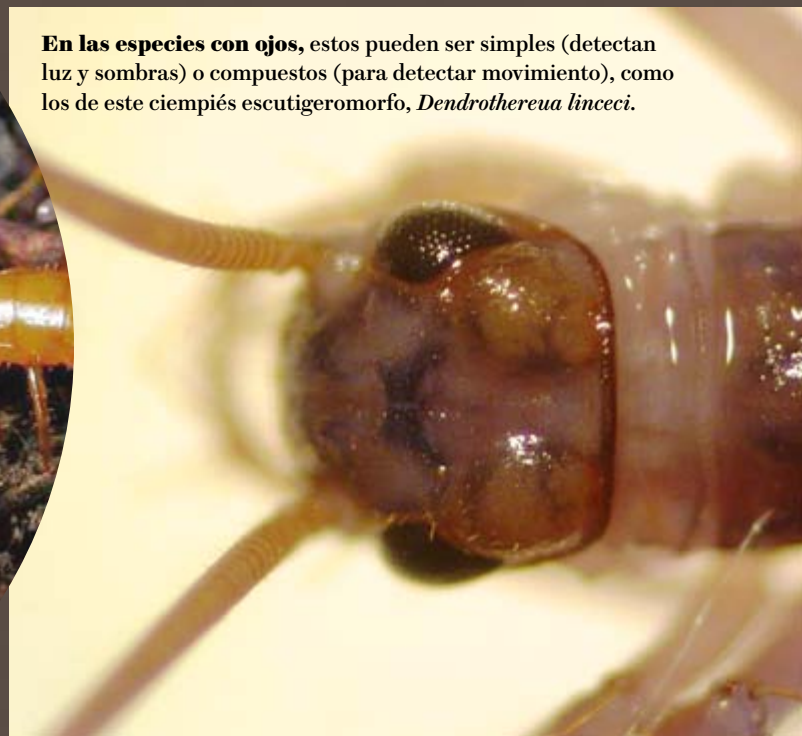 En las especies con ojos, estos pueden ser simples (detectan
luz y sombras) o compuestos (para detectar movimiento), como
los de este ciempiés escutigeromorfo, Dendrothereua linceci.